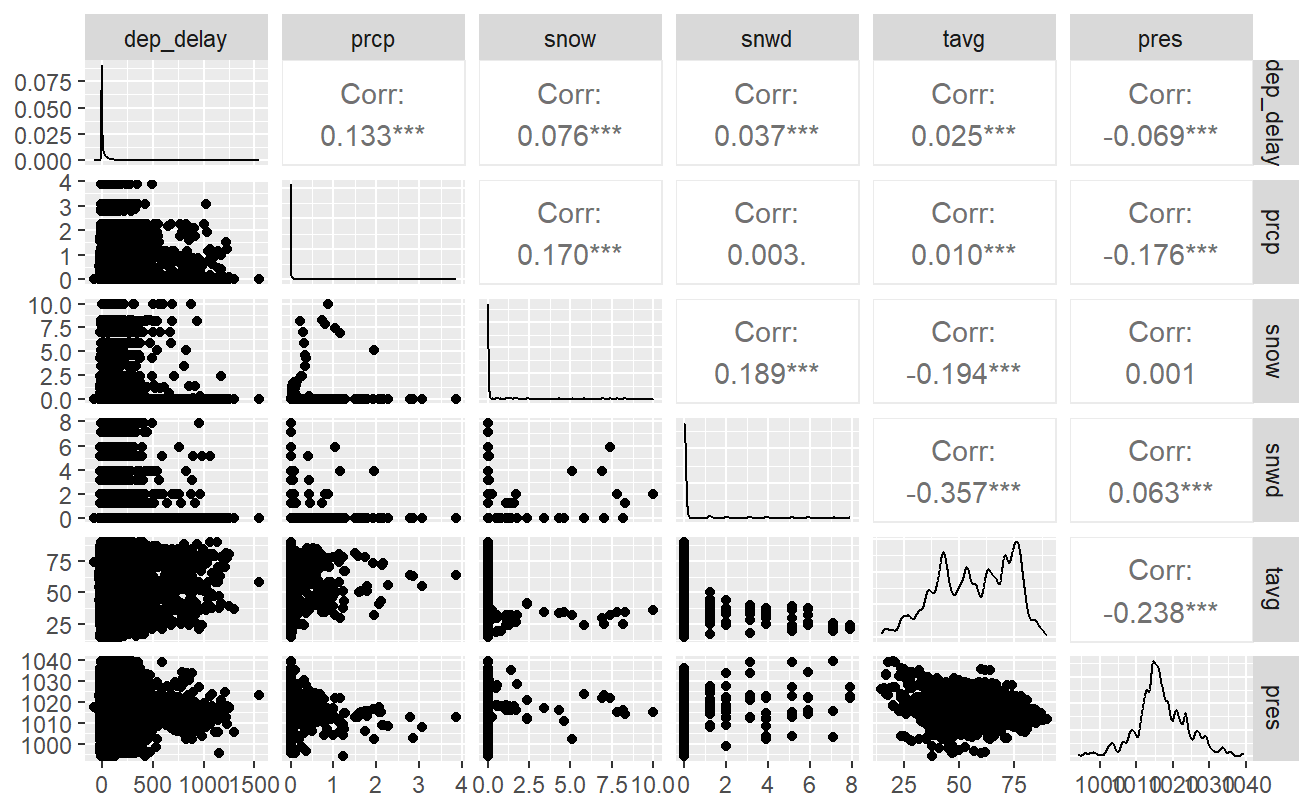 dep_delay prcp snow snwd tavg pres
0.075
0.050
0.025
0.000
Corr:
0.133***
Corr:
0.076***
Corr:
0.037***
Corr:
0.025***
Corr:
-0.069***
dep_delay
4
3
2
1
0
Corr:
0.170***
Corr:
0.003.
Corr:
0.010***
Corr:
-0.176***
prcp
10.0
7.5
5.0
2.5
0.0
Corr:
0.189***
Corr:
-0.194***
Corr:
0.001
snow
8
6
4
2
0
Corr:
-0.357***
Corr:
0.063***
snwd
75
50
25
Corr:
-0.238***
tavg
1040
1030
1020
1010
1000
pres
0 500 1000 1500 0 1 2 3 4 0.0 2.5 5.0 7.5 10.0 0 2 4 6 8 25 50 75 1000 1010 1020 1030 1040